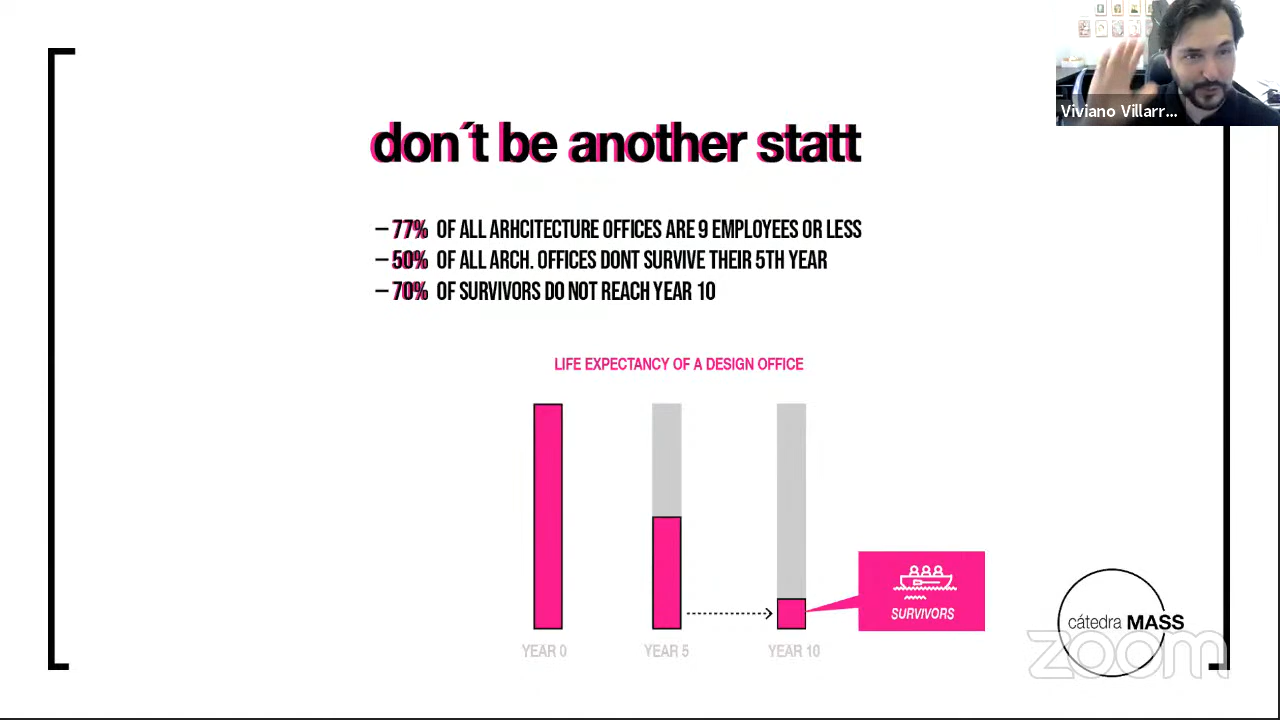 Viviano Villarr...
don´t be another statt
– 77% OF ALL ARHCITECTURE OFFICES ARE 9 EMPLOYEES OR LESS
– 50% OF ALL ARCH. OFFICES DONT SURVIVE THEIR 5TH YEAR
– 70% OF SURVIVORS DO NOT REACH YEAR 10
LIFE EXPECTANCY OF A DESIGN OFFICE
SURVIVORS
YEAR 0 YEAR 5 YEAR 10
cátedra MASS
zoom